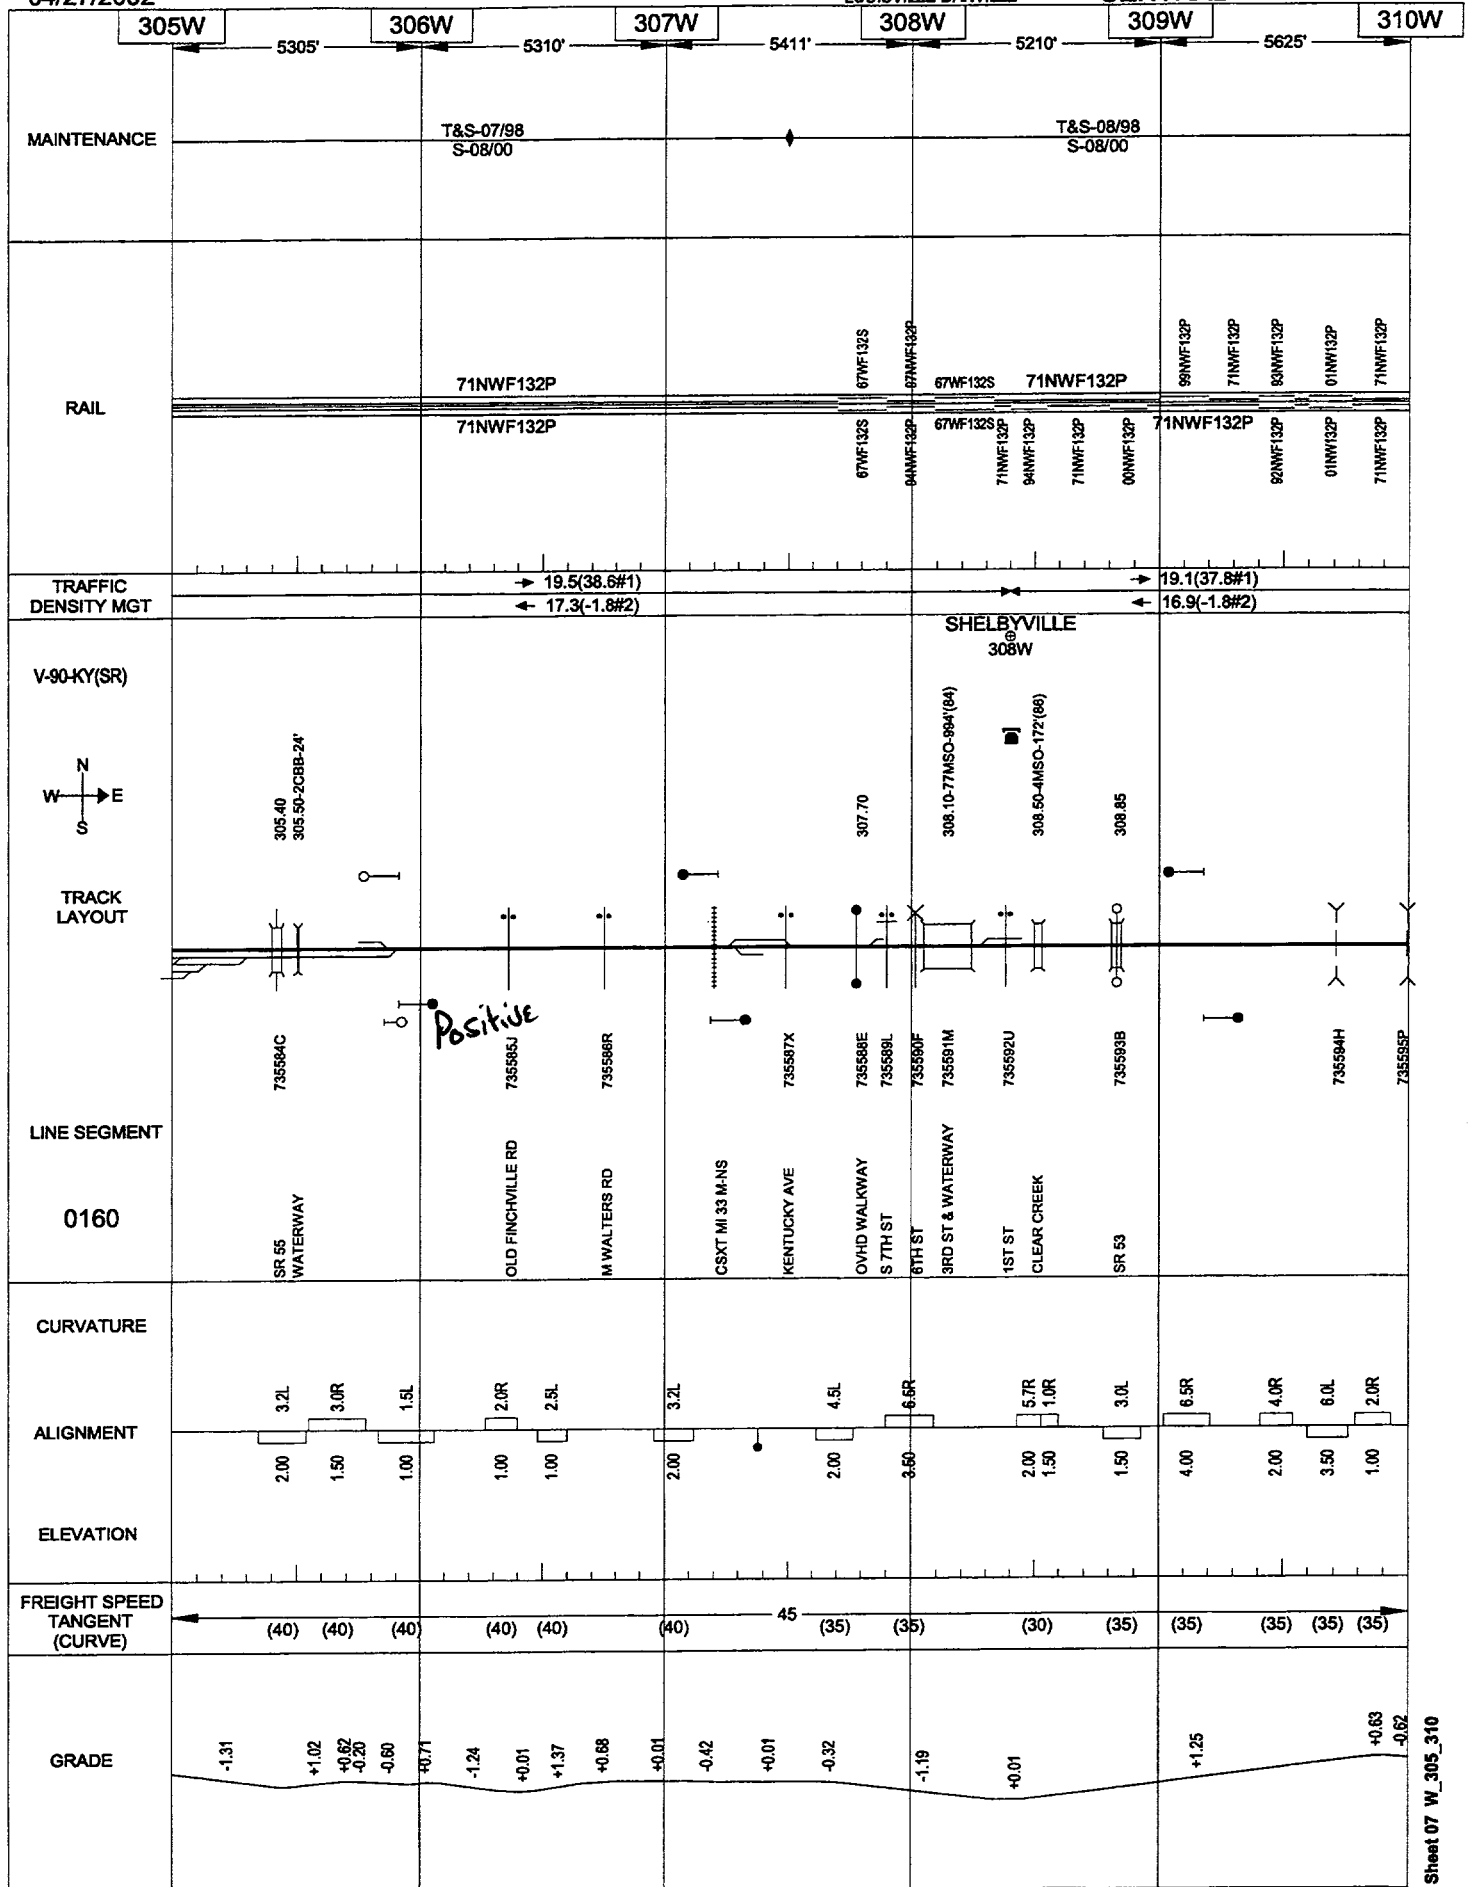 305W 306W 307W 308W 309W 310W
5305' 5310' 5411' 5210' 5625'
MAINTENANCE
T&S-07/98
S-08/00
T&S-08/98
S-08/00
RAIL
67WF132S 67WF132S 99NWF132P 71NWF132P 93NWF132P 01NW132P 71NWF132P
71NWF132P 71NWF132P
71NWF132P 71NWF132P
67WF132S 94NWF132P 67WF132S 71NWF132P 94NWF132P 71NWF132P 00NWF132P 92NWF132P 01NW132P 71NWF132P
TRAFFIC
DENSITY MGT
19.5(38.6#1) 19.1(37.8#1)
17.3(-1.8#2) 16.9(-1.8#2)
SHELBYVILLE
308W
V-90-KY(SR)
N
W E
S
305.40
305.50-2CBB-24'
307.70
308.10-77MSO-994'(84)
D
308.50-4MSO-172'(86)
308.85
TRACK
LAYOUT
Positive
735584C 735585J 735586R 735587X 735588E 735589L 735590F 735591M 735592U 735593B 735594H 735595P
LINE SEGMENT
0160
SR 55
WATERWAY
OLD FINCHVILLE RD
M WALTERS RD
CSXT MI 33 M-NS
KENTUCKY AVE
OVHD WALKWAY
S 7TH ST
6TH ST
3RD ST & WATERWAY
1ST ST
CLEAR CREEK
SR 53
CURVATURE
3.2L 3.0R 1.5L 2.0R 2.5L 3.2L 4.5L 6.6R 5.7R 1.0R 3.0L 6.5R 4.0R 6.0L 2.0R
ALIGNMENT
2.00 1.50 1.00 1.00 1.00 2.00 2.00 3.50 2.00 1.50 1.50 4.00 2.00 3.50 1.00
ELEVATION
FREIGHT SPEED
TANGENT
(CURVE)
45
(40) (40) (40) (40) (40) (40) (35) (35) (30) (35) (35) (35) (35) (35)
GRADE
-1.31 +1.02 +0.62 -0.20 -0.60 +0.71 -1.24 +0.01 +1.37 +0.68 +0.01 -0.42 +0.01 -0.32 -1.19 +0.01 +1.25 +0.63 -0.62
Sheet 07 W_305_310